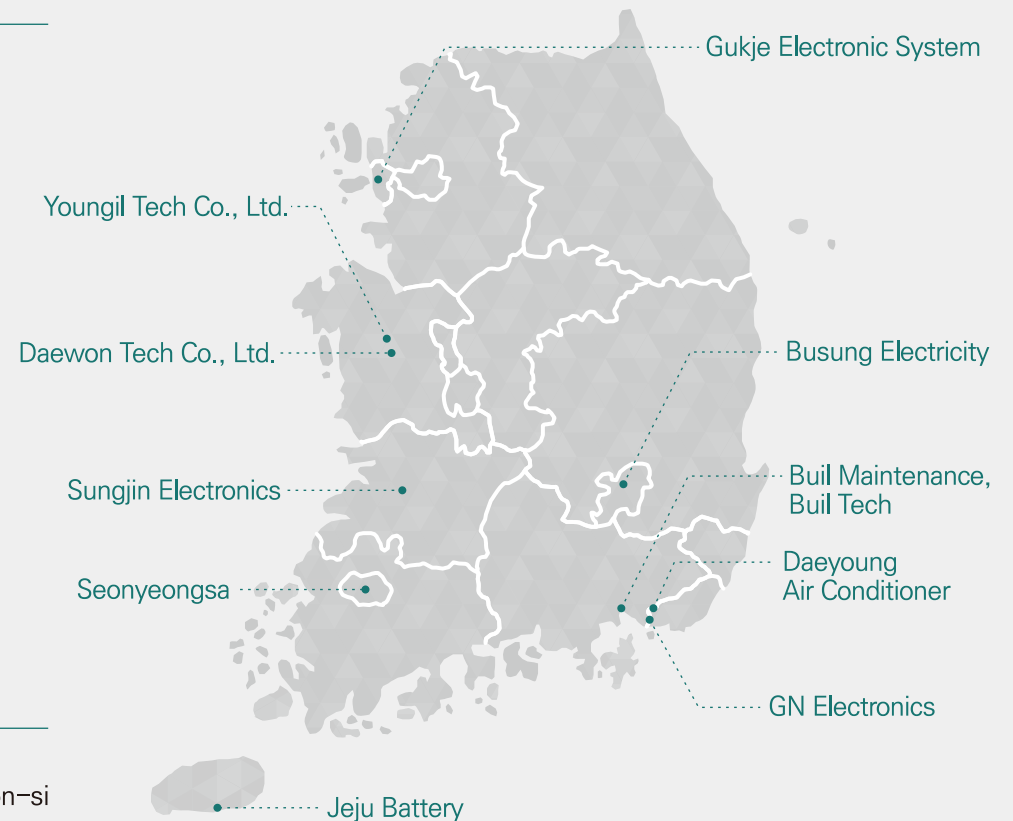 Gukje Electronic System
Youngil Tech Co., Ltd.
Daewon Tech Co., Ltd.
Busung Electricity
Sungjin Electronics
Buil Maintenance,
Buil Tech
Daeyoung
Air Conditioner
Seonyeongsa
GN Electronics
n-si
Jeju Battery